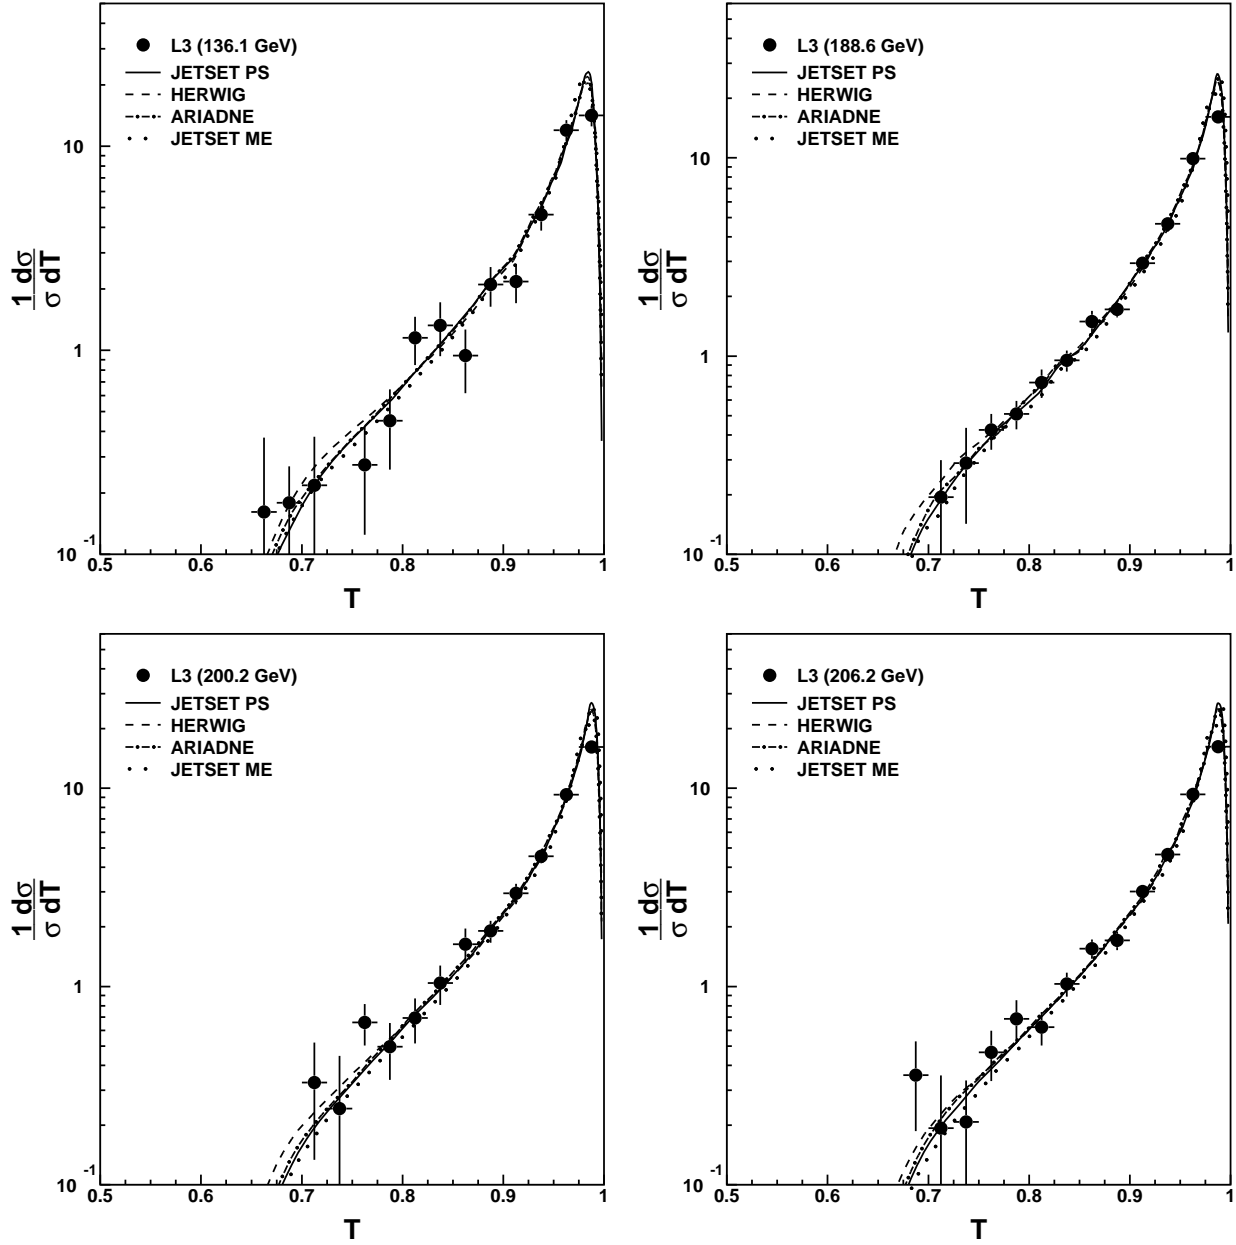 L3 (136.1 GeV)
JETSET PS
HERWIG
ARIADNE
JETSET ME
10
1
10 -1
1 dσ
σ dT
0.5 0.6 0.7 0.8 0.9 1
T
L3 (188.6 GeV)
JETSET PS
HERWIG
ARIADNE
JETSET ME
10
1
10 -1
1 dσ
σ dT
0.5 0.6 0.7 0.8 0.9 1
T
L3 (200.2 GeV)
JETSET PS
HERWIG
ARIADNE
JETSET ME
10
1
10 -1
1 dσ
σ dT
0.5 0.6 0.7 0.8 0.9 1
T
L3 (206.2 GeV)
JETSET PS
HERWIG
ARIADNE
JETSET ME
10
1
10 -1
1 dσ
σ dT
0.5 0.6 0.7 0.8 0.9 1
T